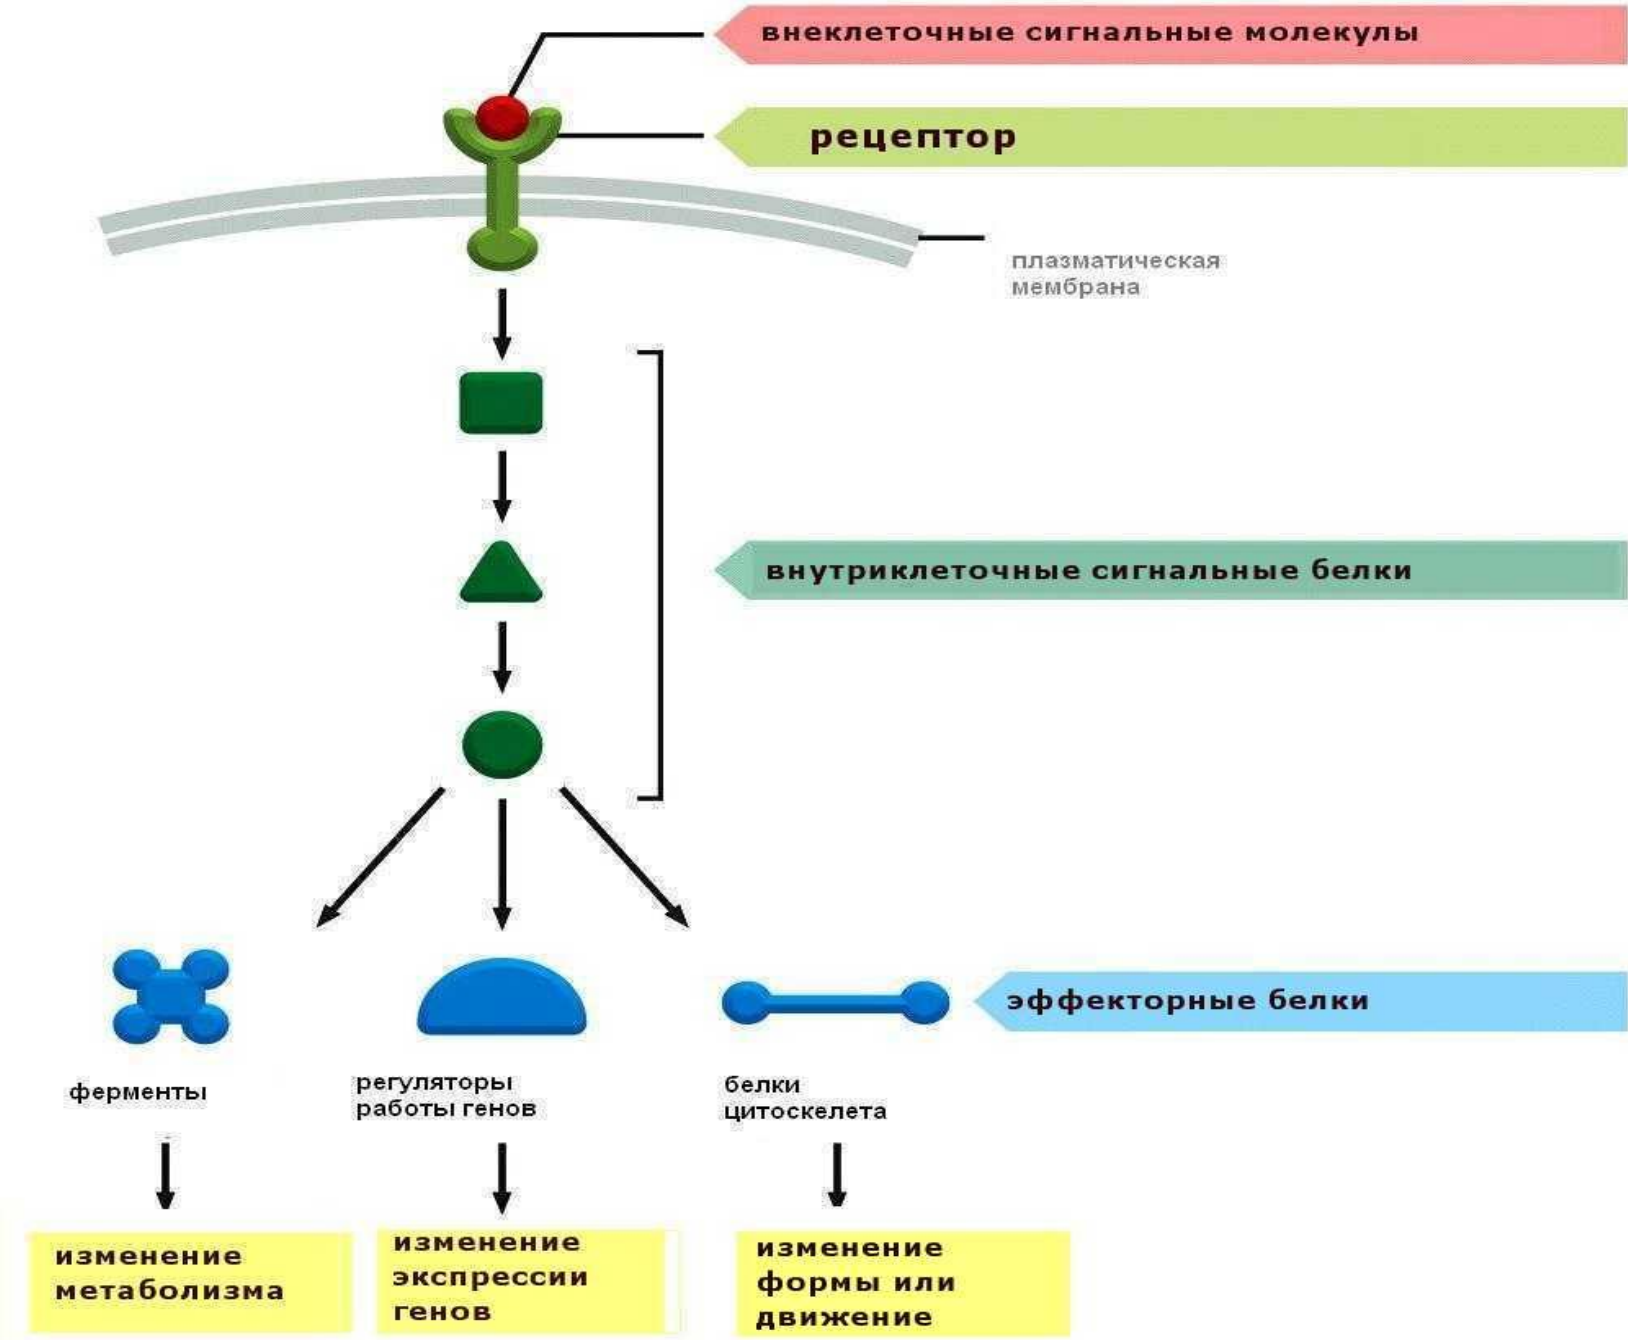 внеклеточные сигнальные молекулы
рецептор
плазматическая
мембрана
внутриклеточные сигнальные белки
эффекторные белки
ферменты
регуляторы
работы генов
белки
цитоскелета
изменение
метаболизма
изменение
экспрессии
генов
изменение
формы или
движение